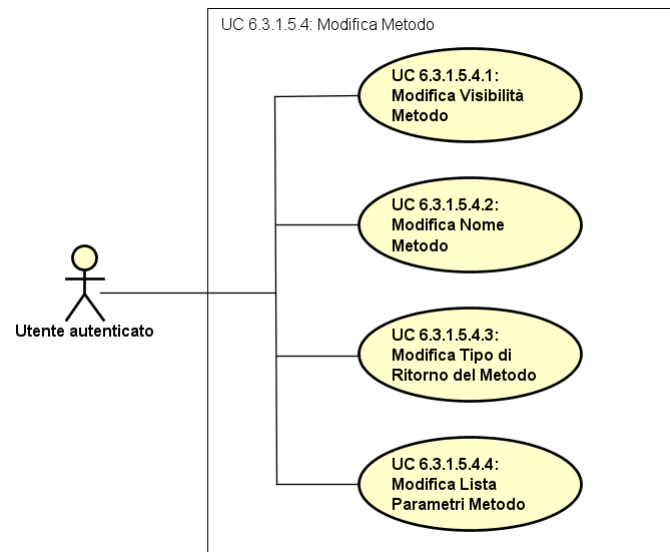 UC 6.3.1.5.4: Modifica Metodo
UC 6.3.1.5.4.1:
Modifica Visibilità
Metodo
UC 6.3.1.5.4.2:
Modifica Nome
Metodo
Utente autenticato
UC 6.3.1.5.4.3:
Modifica Tipo di
Ritorno del Metodo
UC 6.3.1.5.4.4:
Modifica Lista
Parametri Metodo